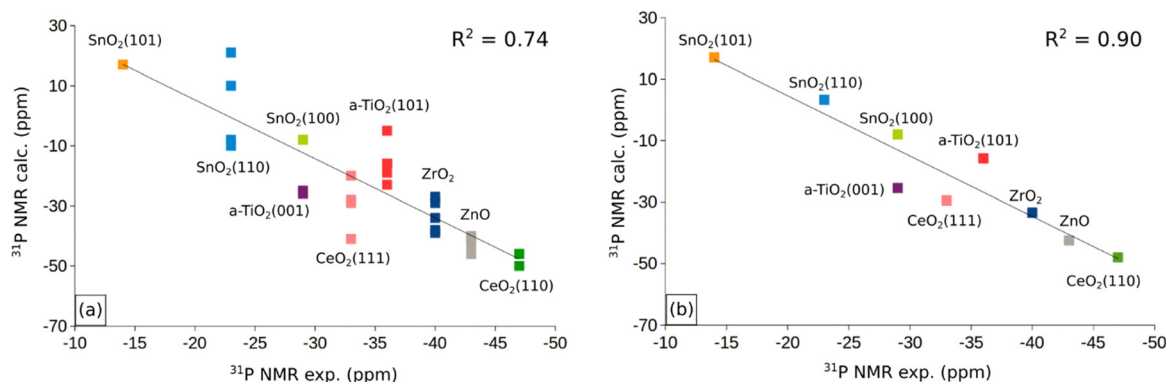 30
10
-10
-30
-50
-70
³¹P NMR calc. (ppm)
R² = 0.74
SnO₂(101)
SnO₂(110)
SnO₂(100)
a-TiO₂(101)
a-TiO₂(001)
CeO₂(111)
ZrO₂
ZnO
CeO₂(110)
(a)
-10 -15 -20 -25 -30 -35 -40 -45 -50
³¹P NMR exp. (ppm)
30
10
-10
-30
-50
-70
³¹P NMR calc. (ppm)
R² = 0.90
SnO₂(101)
SnO₂(110)
SnO₂(100)
a-TiO₂(101)
a-TiO₂(001)
CeO₂(111)
ZrO₂
ZnO
CeO₂(110)
(b)
-10 -15 -20 -25 -30 -35 -40 -45 -50
³¹P NMR exp. (ppm)